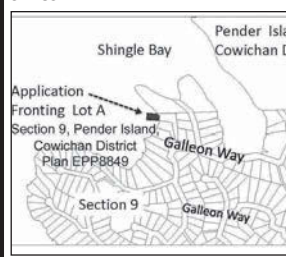 Pender Isl
Cowichan D
Shingle Bay
Application
Fronting Lot A
Section 9, Pender Island,
Cowichan District
Plan EPP8849
Galleon Way
Section 9
Galleon Way